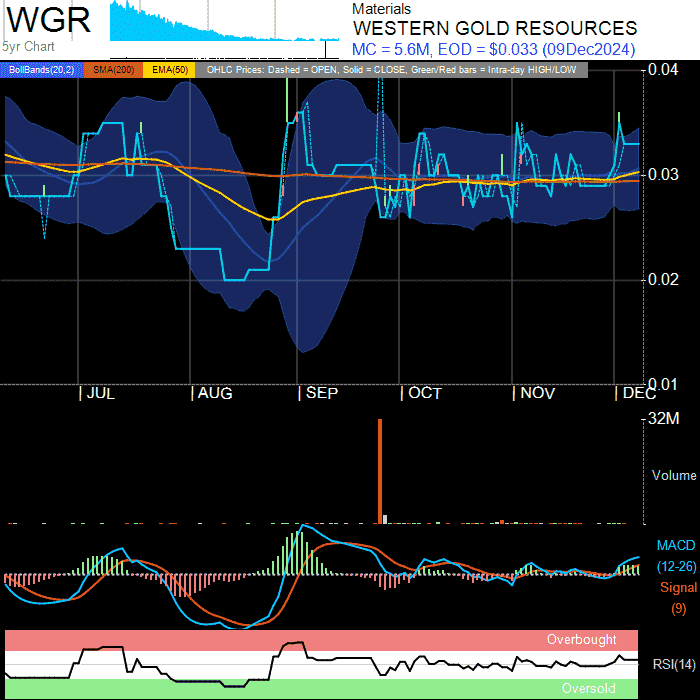 WGR
5yr Chart
Materials
WESTERN GOLD RESOURCES
MC = 5.6M, EOD = $0.033 (09Dec2024)
BollBands(20,2) SMA(200) EMA(50) OHLC Prices: Dashed = OPEN, Solid = CLOSE, Green/Red bars = Intra-day HIGH/LOW
0.04
0.03
0.02
0.01
JUL AUG SEP OCT NOV DEC
32M
Volume
MACD
(12-26)
Signal
(9)
Overbought
RSI(14)
Oversold